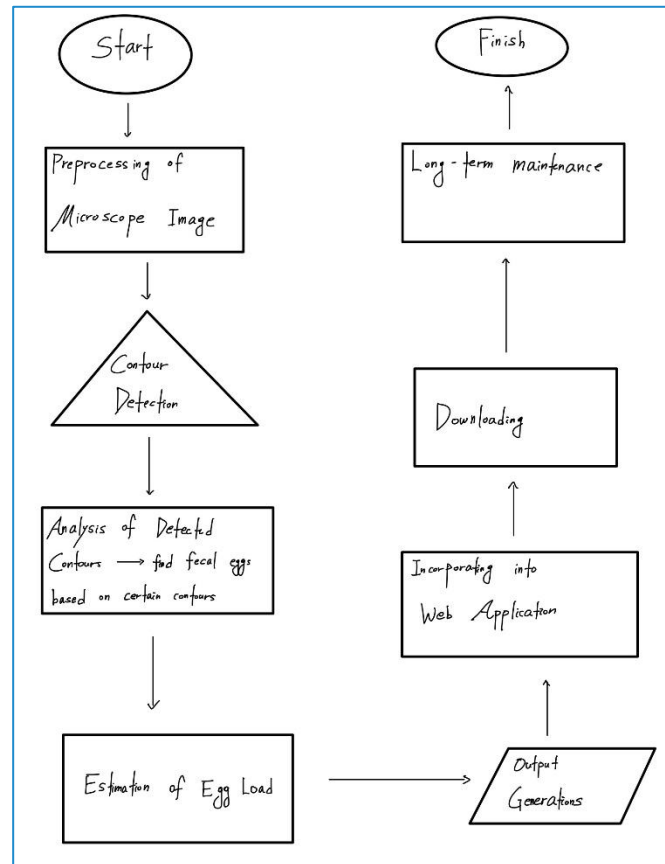 Start
Preprocessing of
Microscope Image
Contour
Detection
Analysis of Detected
Contours → find fecal eggs
based on certain contours
Estimation of Egg Load
Output
Generations
Incorporating into
Web Application
Downloading
Long-term maintenance
Finish